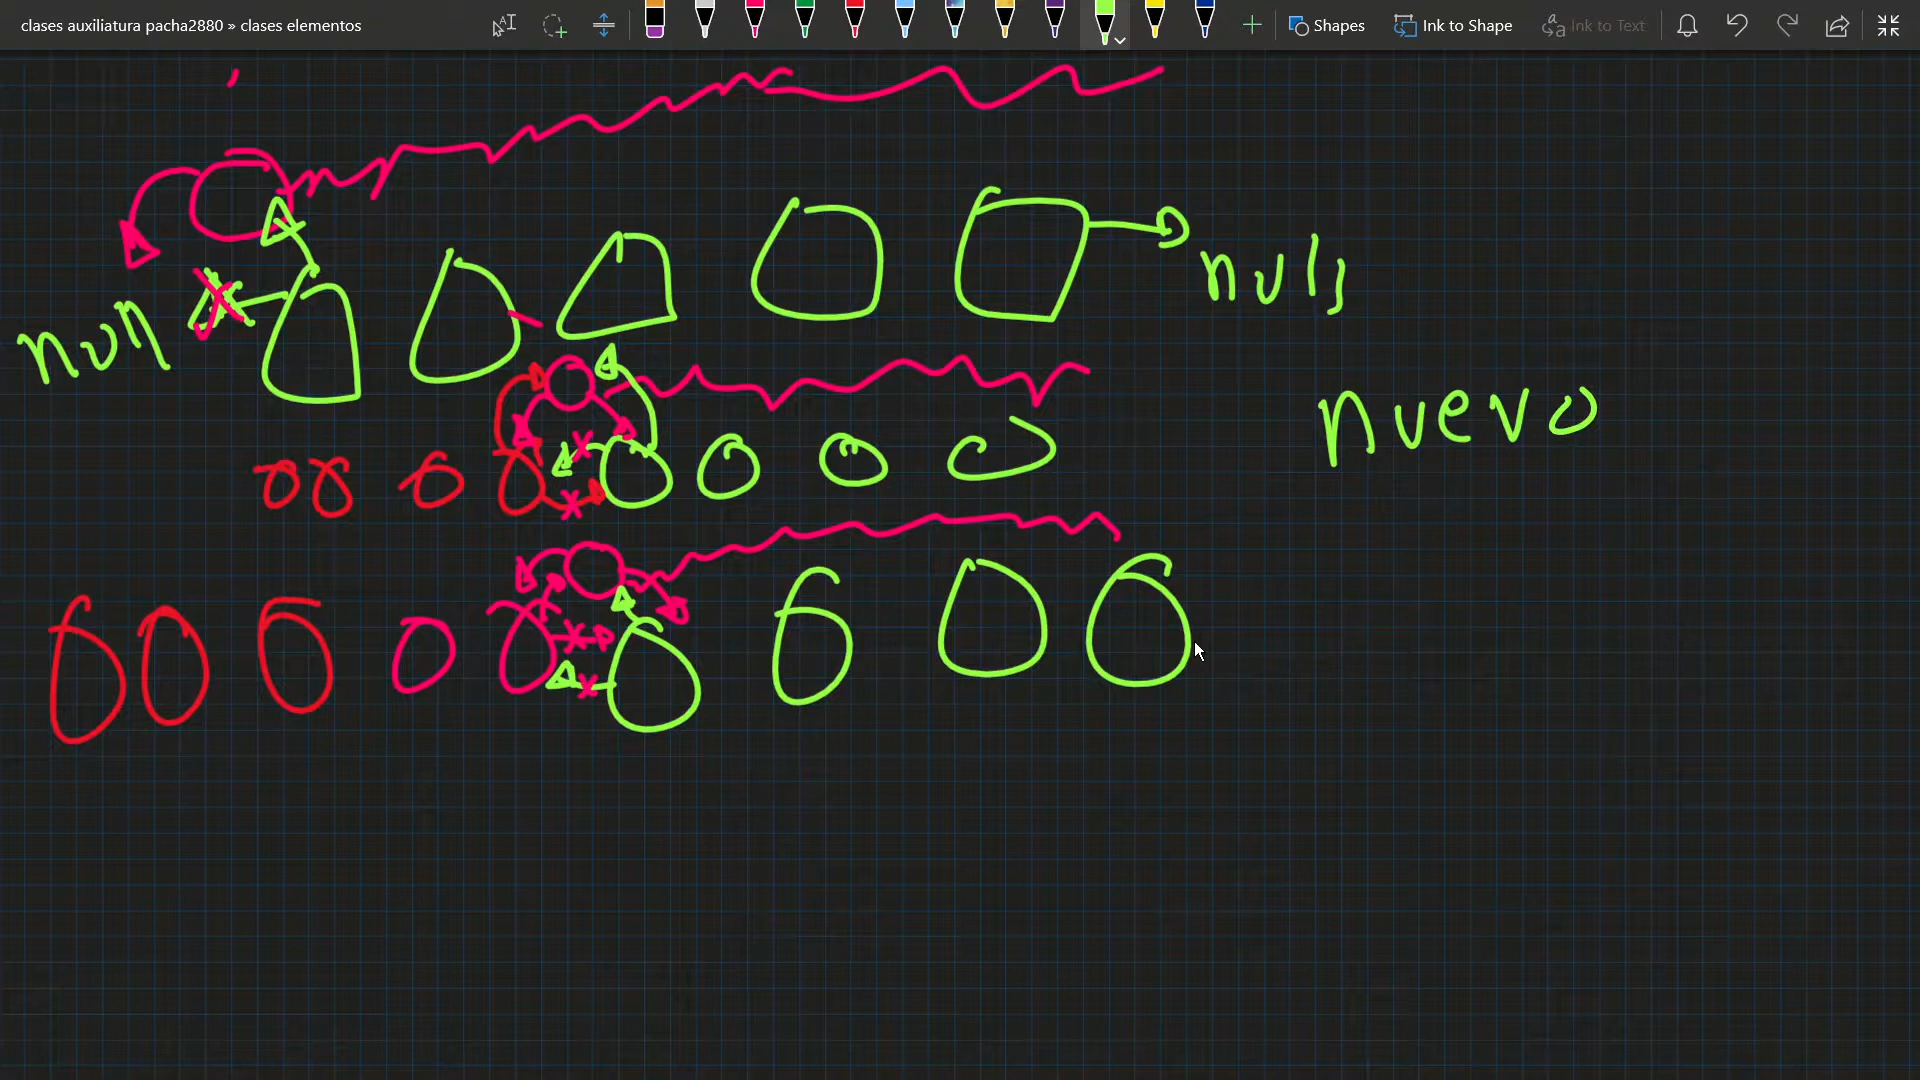 clases auxiliatura pacha2880 » clases elementos
Shapes
Ink to Shape
Ink to Text
null
null
nuevo